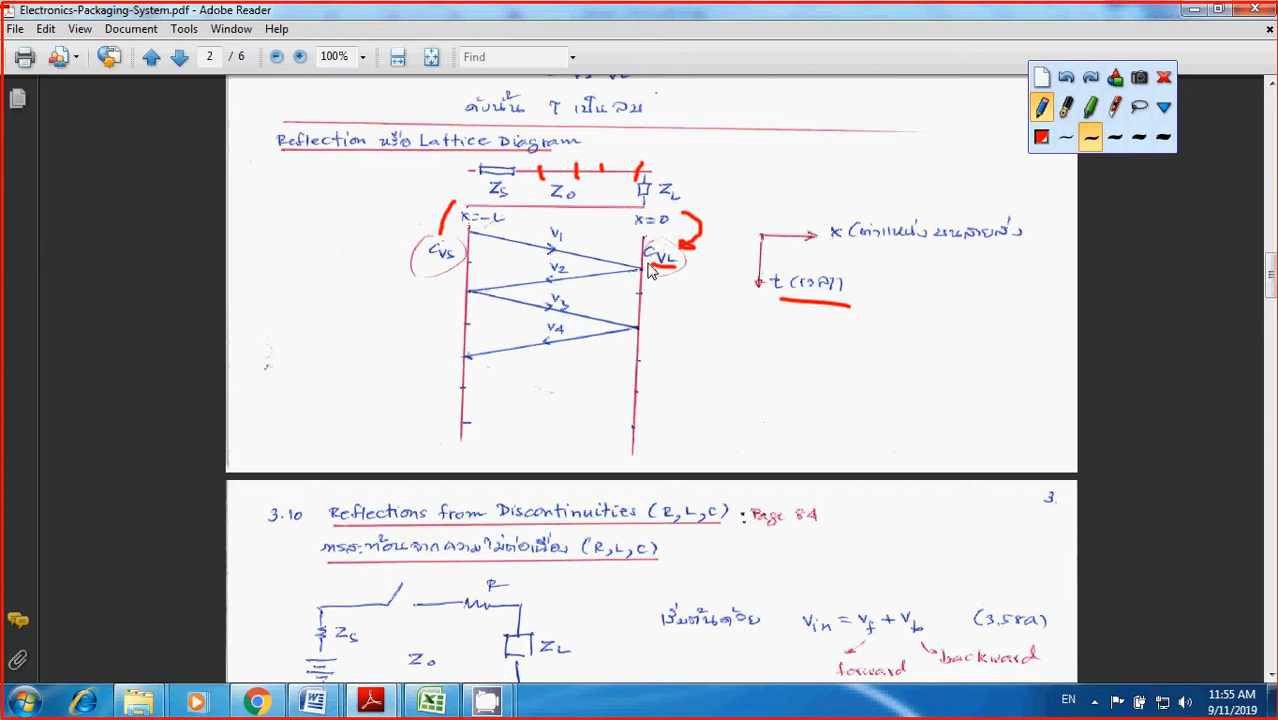 Electronics-Packaging-System.pdf - Adobe Reader
File Edit View Document Tools Window Help
2 / 6 100% Find
ดังนั้น เป็นลบ
Reflection หรือ Lattice Diagram
Zs Zo ZL
x=-L x=0
V1
V2
V3
V4
x (ตำแหน่งบนสายส่ง)
t (เวลา)
3.
3.10 Reflections from Discontinuities (R, L, C) : Page 84
การสะท้อนจากความไม่ต่อเนื่อง (R, L, C)
R
Zs
Zo
ZL
เริ่มต้นด้วย Vin = Vf + Vb (3.58a)
forward backward
EN
11:55 AM
9/11/2019